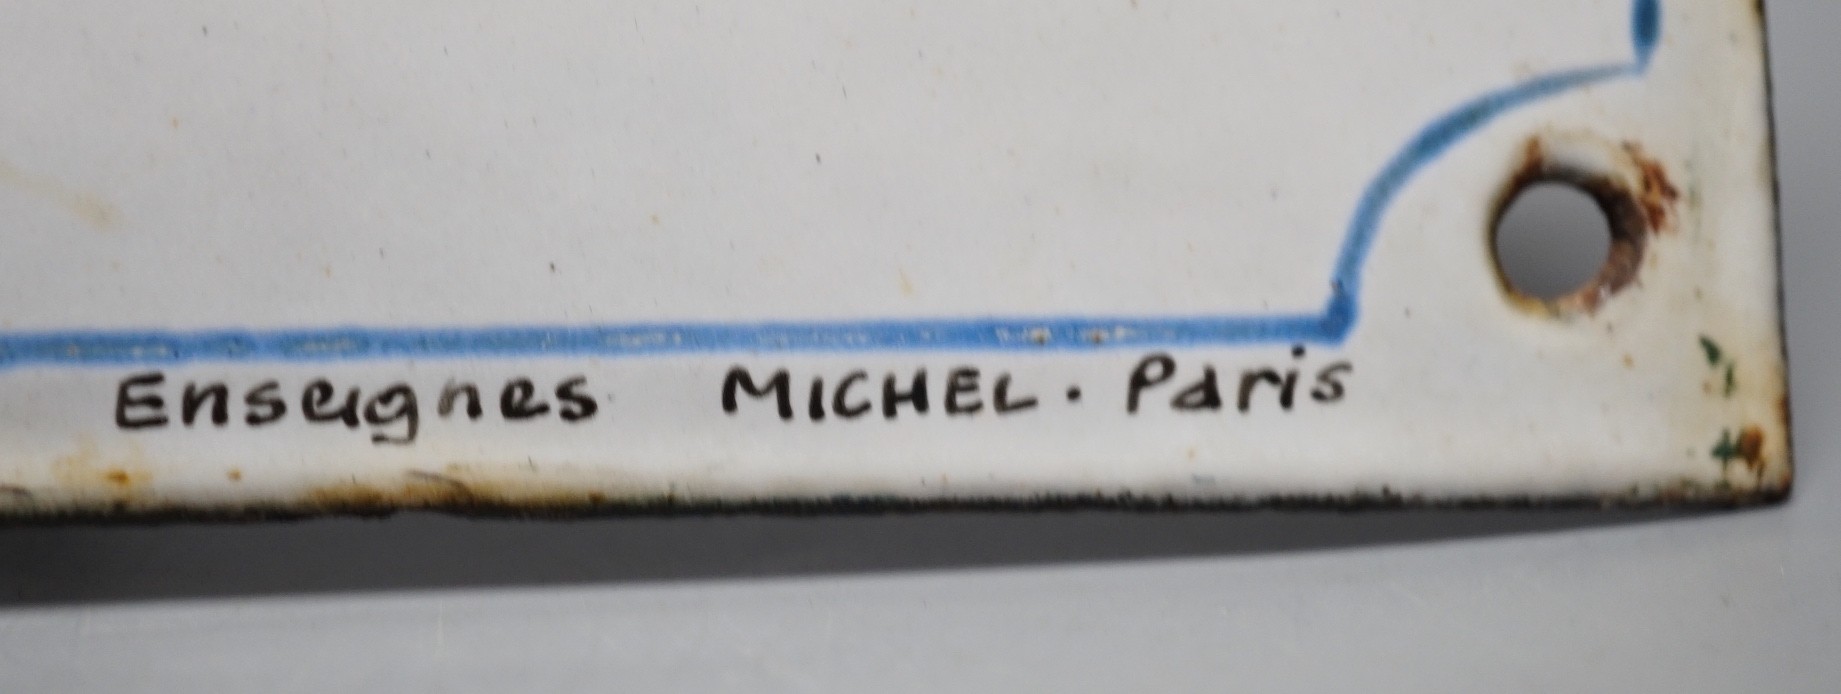 Enseignes MICHEL. Paris